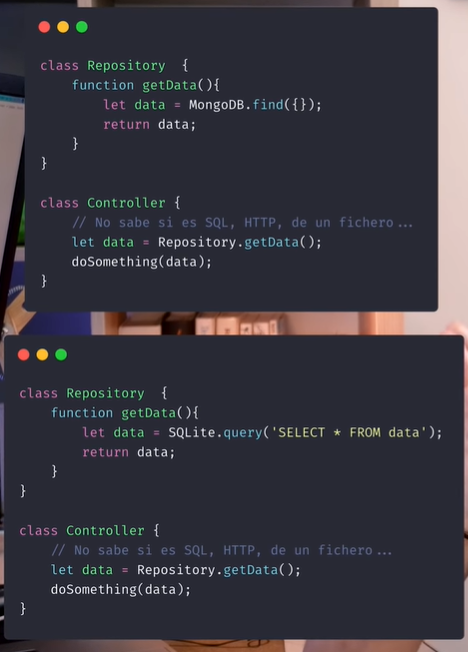 class Repository  {
    function getData(){
        let data = MongoDB.find({});
        return data;
    }
}
class Controller {
    // No sabe si es SQL, HTTP, de un fichero...
    let data = Repository.getData();
    doSomething(data);
}
class Repository  {
    function getData(){
        let data = SQLite.query('SELECT * FROM data');
        return data;
    }
}
class Controller {
    // No sabe si es SQL, HTTP, de un fichero...
    let data = Repository.getData();
    doSomething(data);
}